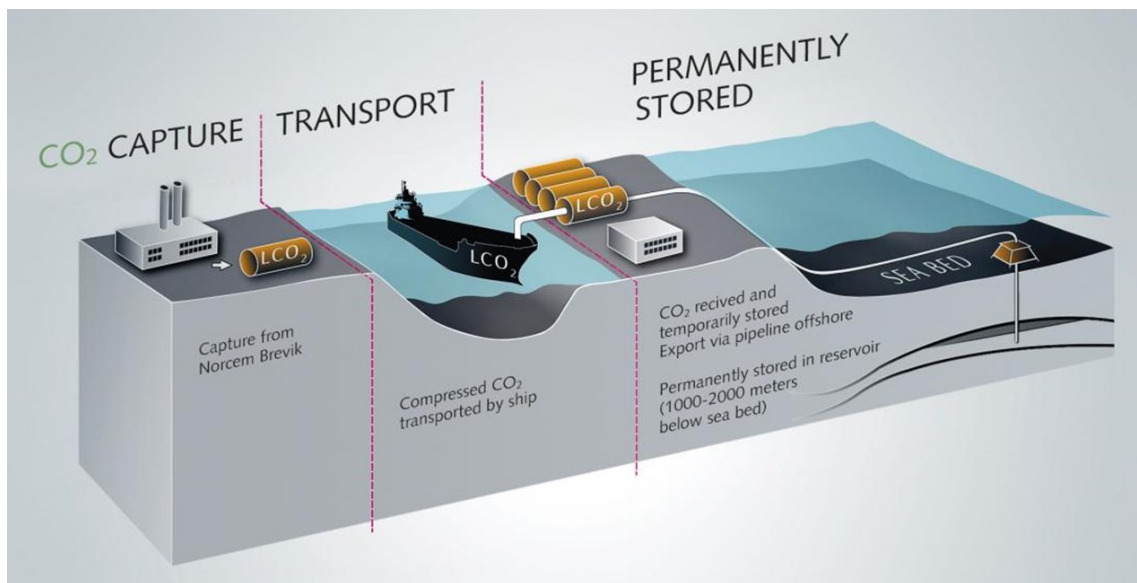 CO₂ CAPTURE
TRANSPORT
PERMANENTLY
STORED
LCO₂
LCO₂
LCO₂
SEA BED
Capture from
Norcem Brevik
Compressed CO₂
transported by ship
CO₂ recived and
temporarily stored
Export via pipeline offshore
Permanently stored in reservoir
(1000-2000 meters
below sea bed)